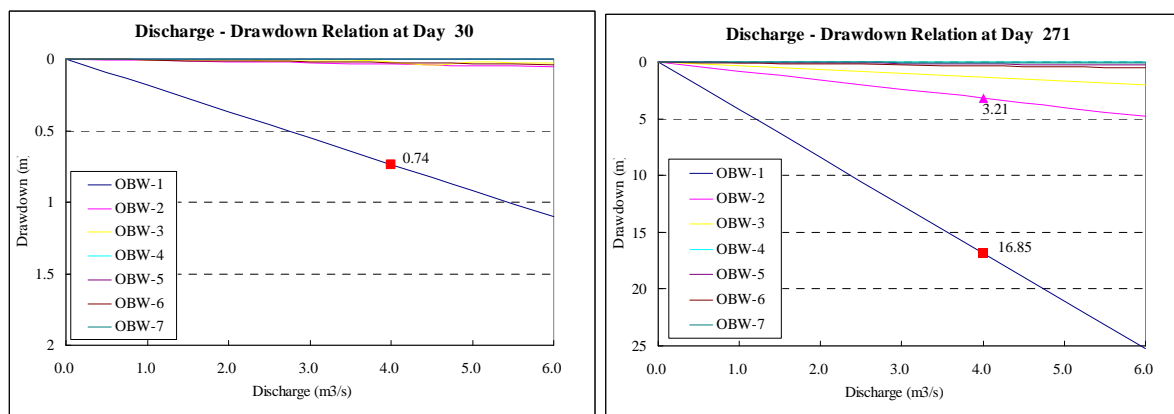 Discharge - Drawdown Relation at Day 30
0
0.5
1
1.5
2
Drawdown (m)
0.74
OBW-1
OBW-2
OBW-3
OBW-4
OBW-5
OBW-6
OBW-7
0.0 1.0 2.0 3.0 4.0 5.0 6.0
Discharge (m3/s)
Discharge - Drawdown Relation at Day 271
0
5
10
15
20
25
Drawdown (m)
3.21
16.85
OBW-1
OBW-2
OBW-3
OBW-4
OBW-5
OBW-6
OBW-7
0.0 1.0 2.0 3.0 4.0 5.0 6.0
Discharge (m3/s)